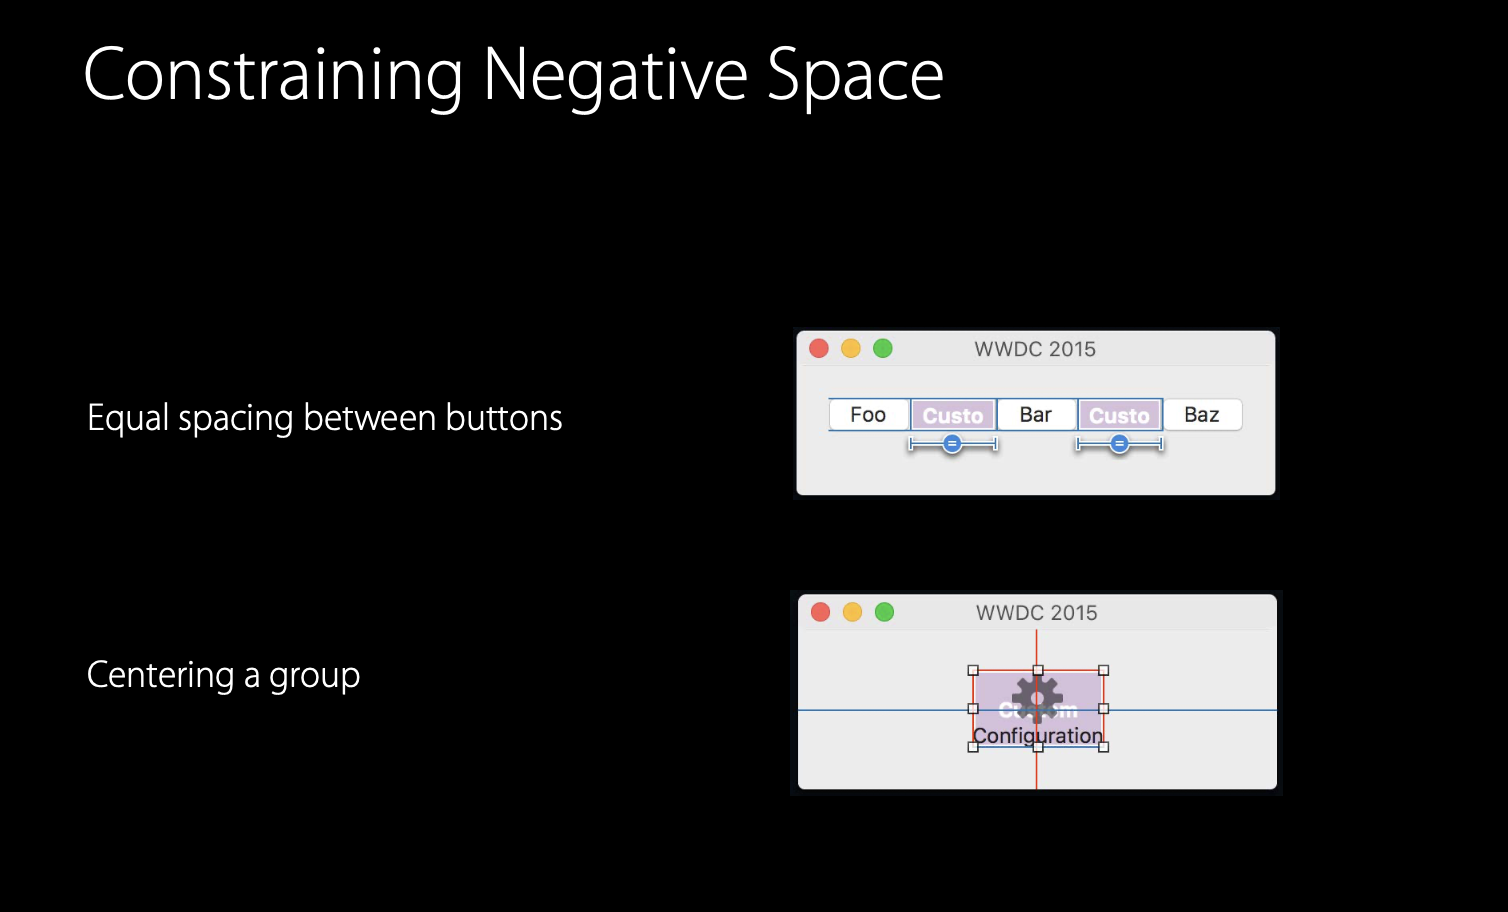 Constraining Negative Space
Equal spacing between buttons
WWDC 2015
Foo Custo Bar Custo Baz
= =
Centering a group
WWDC 2015
Custom
Configuration